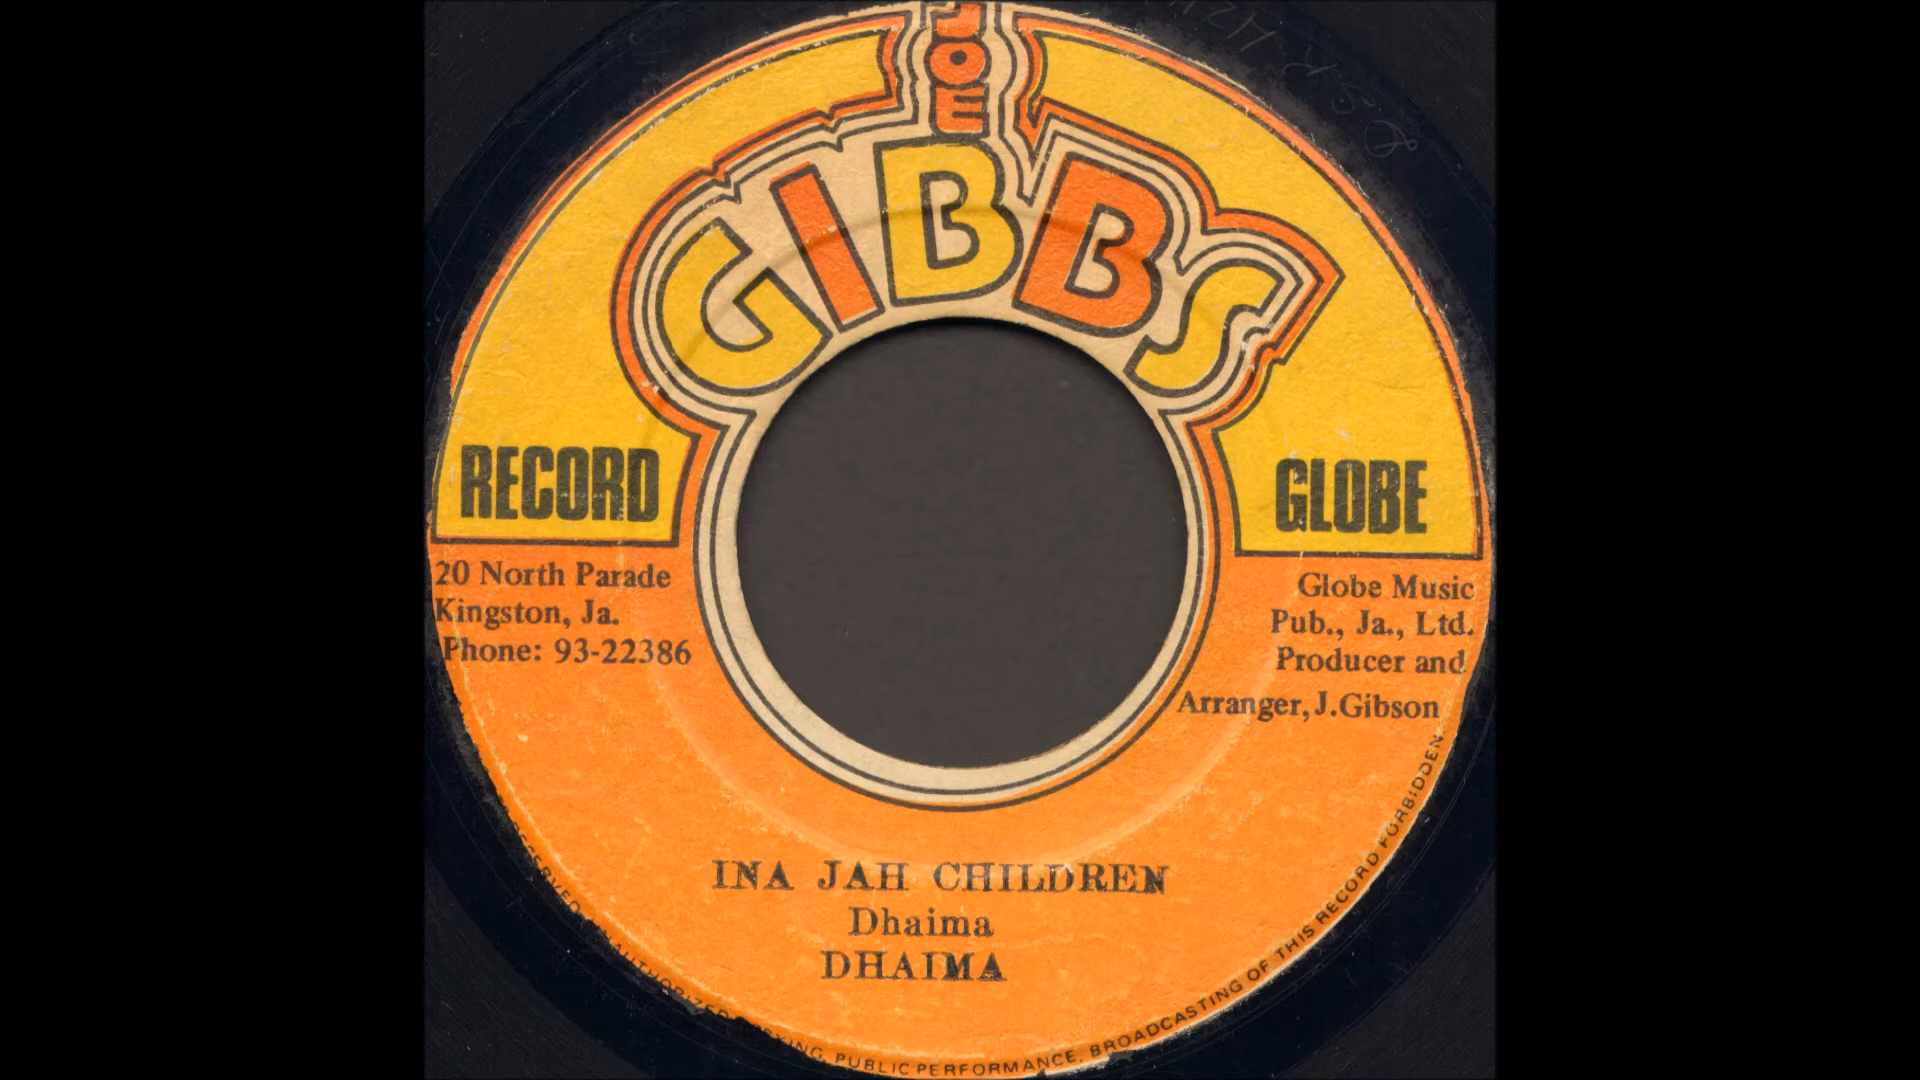 JOE
GIBBS
RECORD
GLOBE
20 North Parade
Kingston, Ja.
Phone: 93-22386
Globe Music
Pub., Ja., Ltd.
Producer and
Arranger, J.Gibson
INA JAH CHILDREN
Dhaima
DHAIMA
PUBLIC PERFORMANCE, BROADCASTING OF THIS RECORD FORBIDDEN